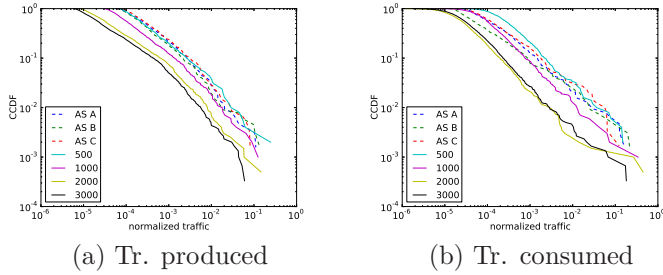 10^0
10^-1
10^-2
10^-3
10^-4
CCDF
AS A
AS B
AS C
500
1000
2000
3000
10^-6 10^-5 10^-4 10^-3 10^-2 10^-1 10^0
normalized traffic
(a) Tr. produced
10^0
10^-1
10^-2
10^-3
10^-4
CCDF
AS A
AS B
AS C
500
1000
2000
3000
10^-6 10^-5 10^-4 10^-3 10^-2 10^-1 10^0
normalized traffic
(b) Tr. consumed